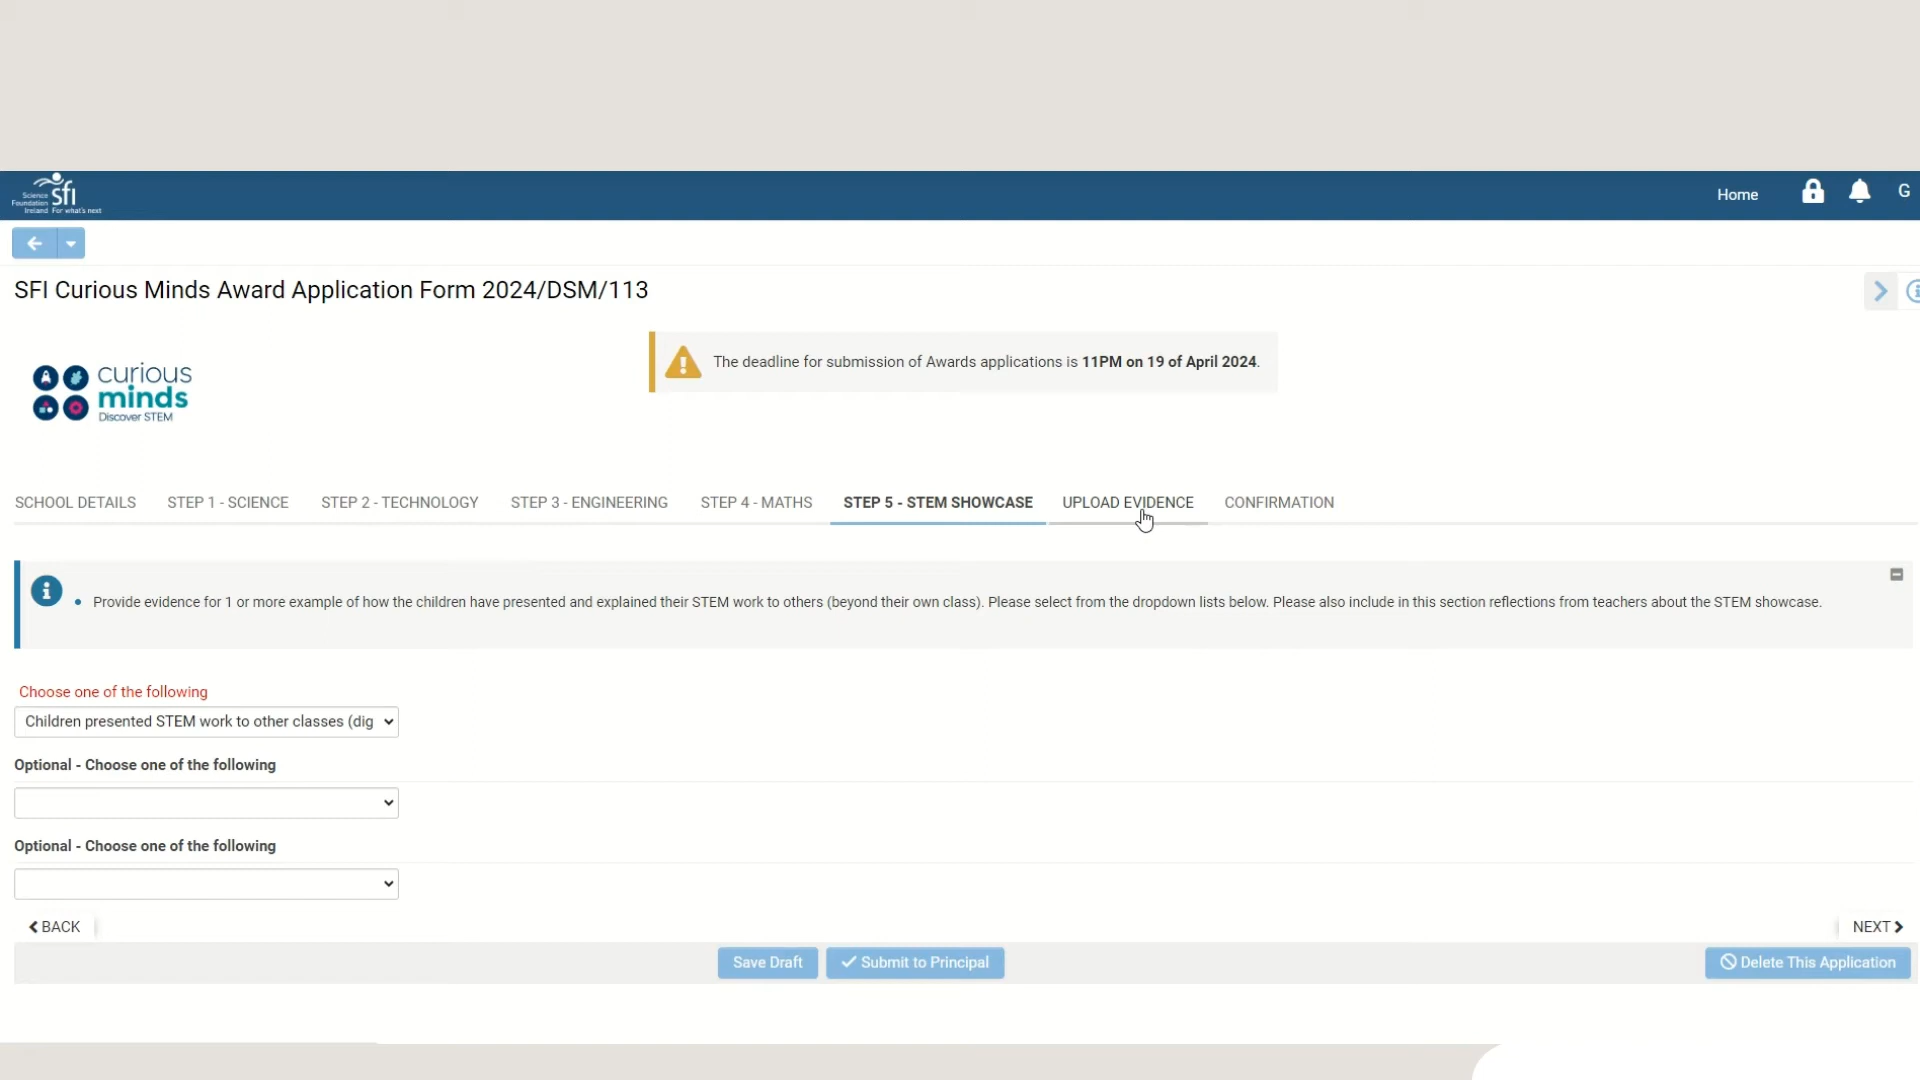 Science
Foundation
Ireland
sfi
For what's next
Home
G
SFI Curious Minds Award Application Form 2024/DSM/113
The deadline for submission of Awards applications is 11PM on 19 of April 2024.
curious
minds
Discover STEM
SCHOOL DETAILS
STEP 1 - SCIENCE
STEP 2 - TECHNOLOGY
STEP 3 - ENGINEERING
STEP 4 - MATHS
STEP 5 - STEM SHOWCASE
UPLOAD EVIDENCE
CONFIRMATION
Provide evidence for 1 or more example of how the children have presented and explained their STEM work to others (beyond their own class). Please select from the dropdown lists below. Please also include in this section reflections from teachers about the STEM showcase.
Choose one of the following
Children presented STEM work to other classes (dig
Optional - Choose one of the following
Optional - Choose one of the following
BACK
NEXT
Save Draft
Submit to Principal
Delete This Application